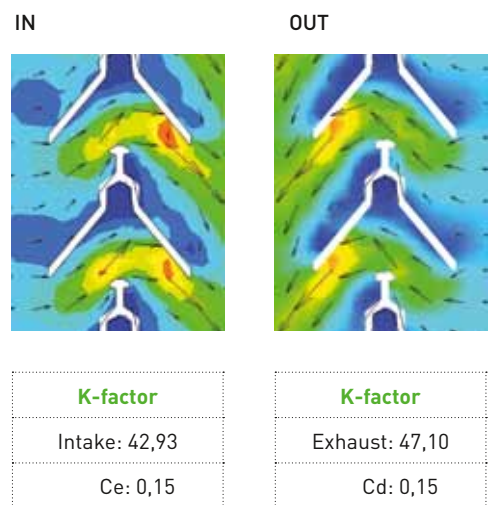 IN
OUT
K-factor
Intake: 42,93
Ce: 0,15
K-factor
Exhaust: 47,10
Cd: 0,15